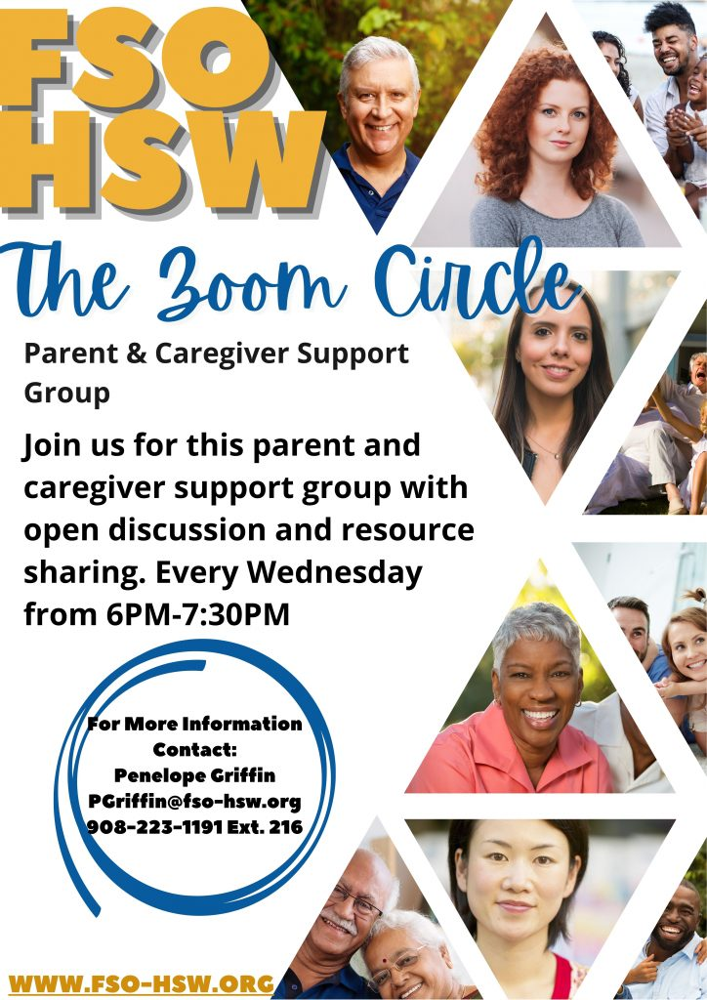 FSO
HSW
The Zoom Circle
Parent & Caregiver Support
Group
Join us for this parent and
caregiver support group with
open discussion and resource
sharing. Every Wednesday
from 6PM-7:30PM
For More Information
Contact:
Penelope Griffin
PGriffin@fso-hsw.org
908-223-1191 Ext. 216
WWW.FSO-HSW.ORG